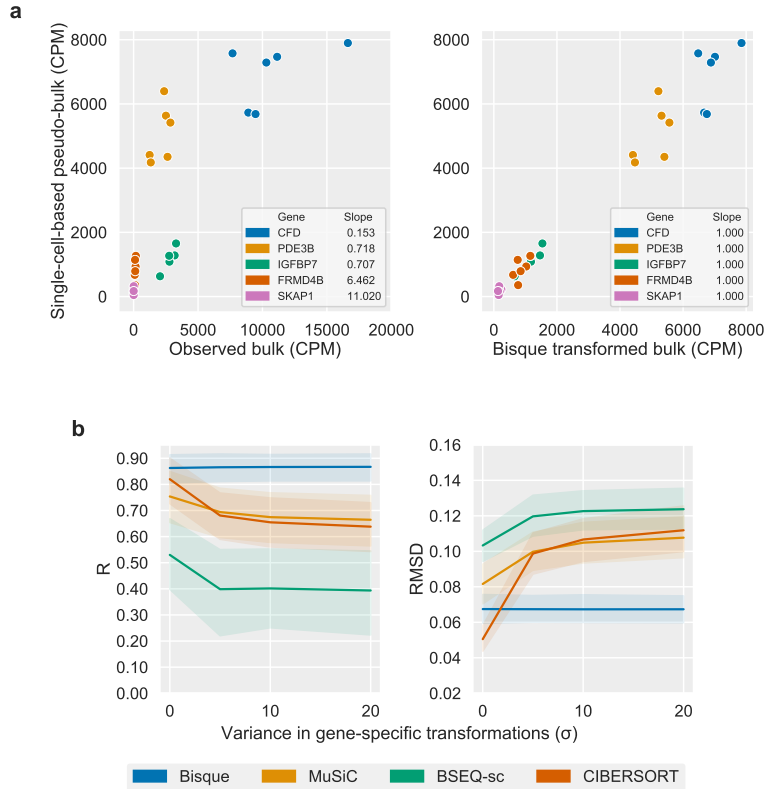 a
Single-cell-based pseudo-bulk (CPM)
8000
6000
4000
2000
0
Gene Slope
CFD 0.153
PDE3B 0.718
IGFBP7 0.707
FRMD4B 6.462
SKAP1 11.020
0 5000 10000 15000 20000
Observed bulk (CPM)
8000
6000
4000
2000
0
Gene Slope
CFD 1.000
PDE3B 1.000
IGFBP7 1.000
FRMD4B 1.000
SKAP1 1.000
0 2000 4000 6000 8000
Bisque transformed bulk (CPM)
b
R
0.90
0.80
0.70
0.60
0.50
0.40
0.30
0.20
0.10
0.00
0 10 20
RMSD
0.16
0.14
0.12
0.10
0.08
0.06
0.04
0.02
0 10 20
Variance in gene-specific transformations (σ)
Bisque MuSiC BSEQ-sc CIBERSORT